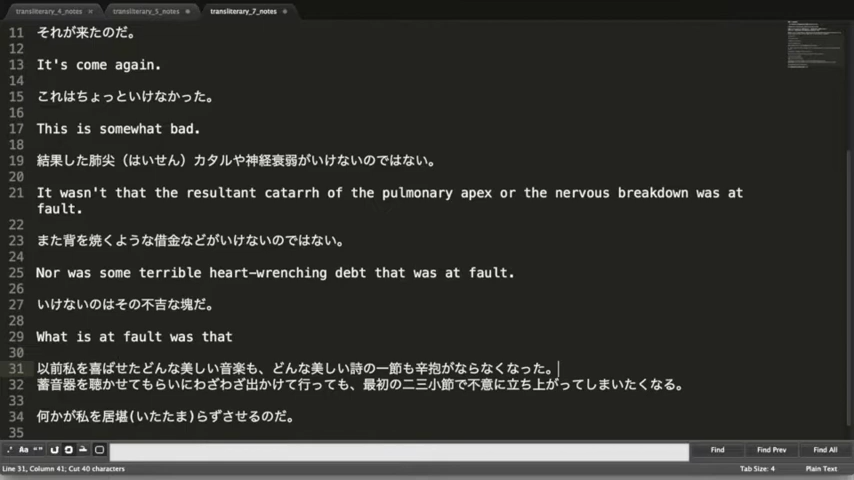 transliterary_4_notes
transliterary_5_notes
transliterary_7_notes
11 それが来たのだ。
12
13 It's come again.
14
15 これはちょっといけなかった。
16
17 This is somewhat bad.
18
19 結果した肺尖（はいせん）カタルや神経衰弱がいけないのではない。
20
21 It wasn't that the resultant catarrh of the pulmonary apex or the nervous breakdown was at
fault.
22
23 また背を焼くような借金などがいけないのではない。
24
25 Nor was some terrible heart-wrenching debt that was at fault.
26
27 いけないのはその不吉な塊だ。
28
29 What is at fault was that
30
31 以前私を喜ばせたどんな美しい音楽も、どんな美しい詩の一節も辛抱がならなくなった。
32 蓄音器を聴かせてもらいにわざわざ出かけて行っても、最初の二三小節で不意に立ち上がってしまいたくなる。
33
34 何かが私を居堪(いたたま)らずさせるのだ。
35
.* Aa “” Find Find Prev Find All
Line 31, Column 41; Cut 40 characters Tab Size: 4 Plain Text